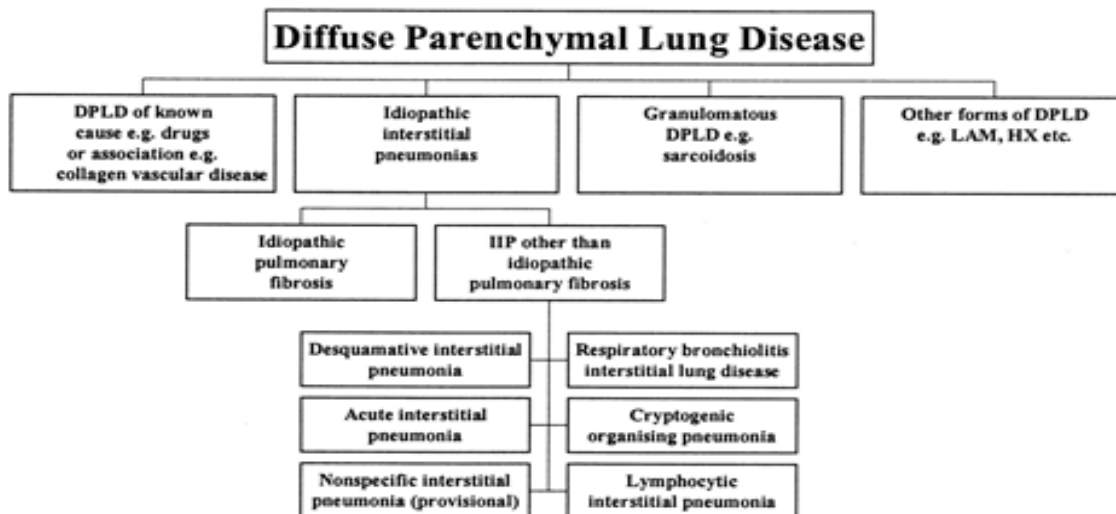 Diffuse Parenchymal Lung Disease
DPLD of known
cause e.g. drugs
or association e.g.
collagen vascular disease
Idiopathic
interstitial
pneumonias
Granulomatous
DPLD e.g.
sarcoidosis
Other forms of DPLD
e.g. LAM, HX etc.
Idiopathic
pulmonary
fibrosis
IIP other than
idiopathic
pulmonary fibrosis
Desquamative interstitial
pneumonia
Respiratory bronchiolitis
interstitial lung disease
Acute interstitial
pneumonia
Cryptogenic
organising pneumonia
Nonspecific interstitial
pneumonia (provisional)
Lymphocytic
interstitial pneumonia